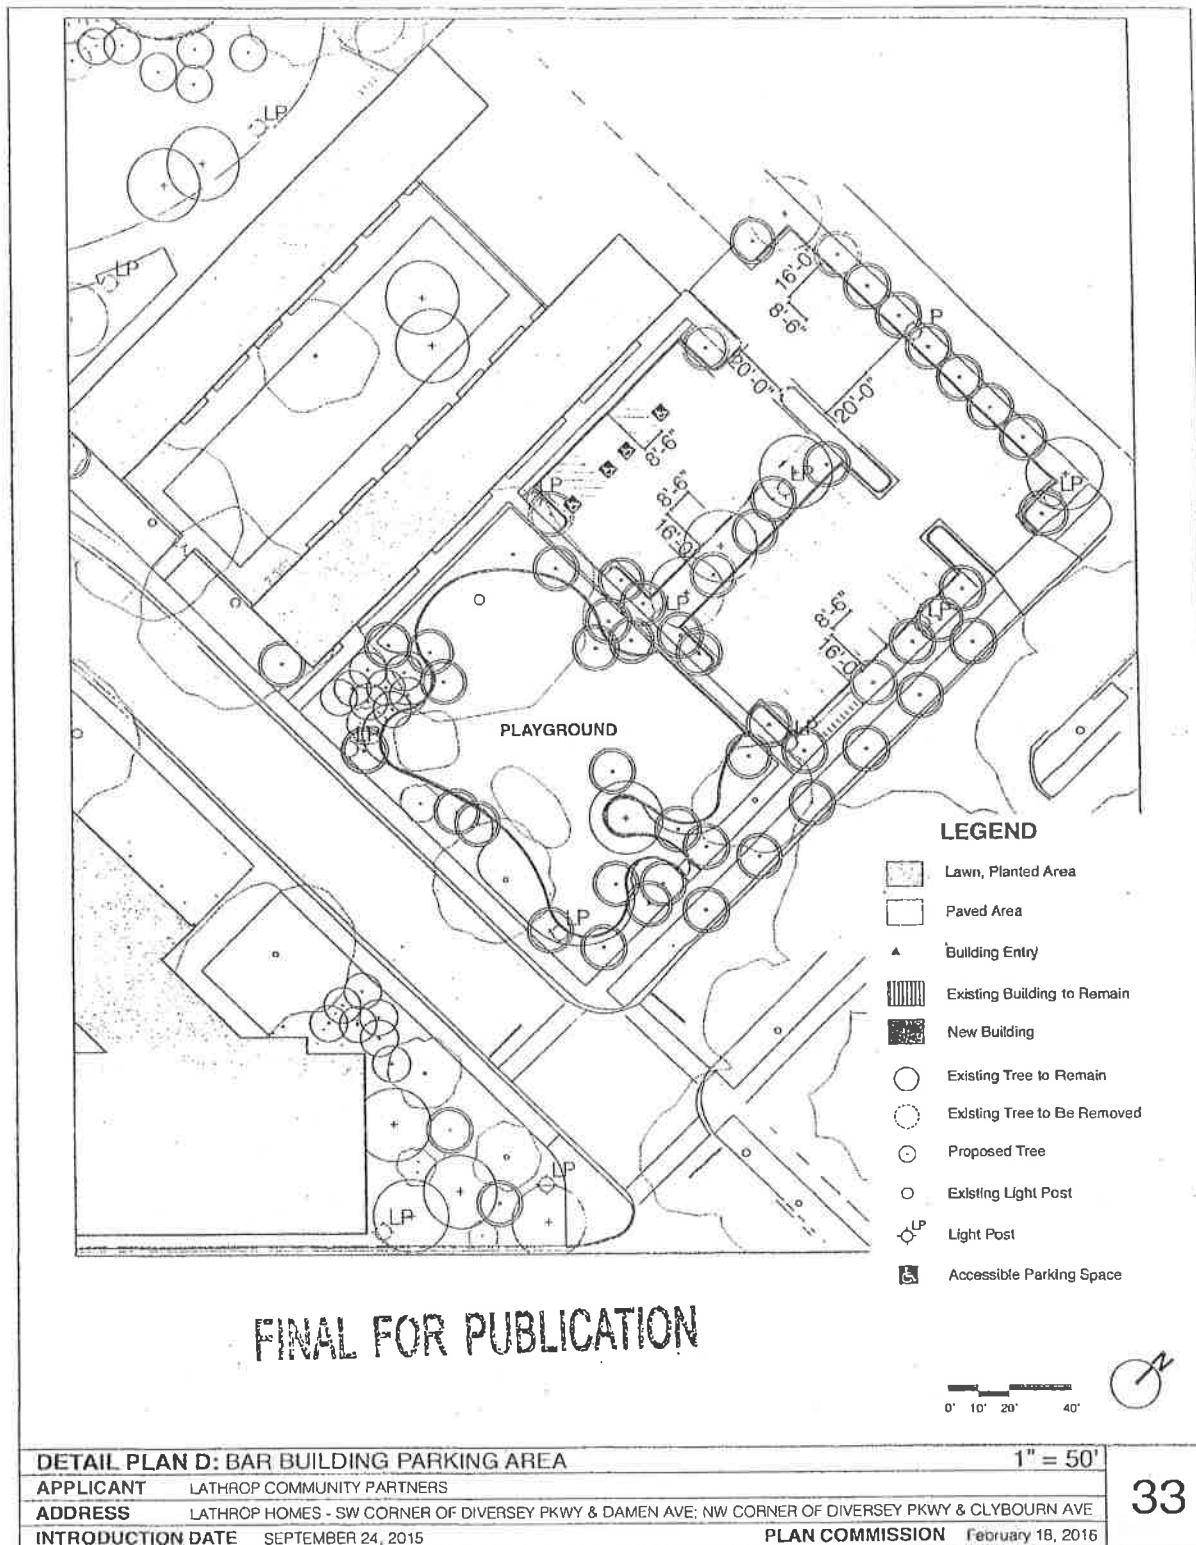 LP
LP
16'-0"
8'-6"
P
20'-0"
20'-0"
8'-6"
LP
LP
LP
8'-6"
16'-0"
LP
8'-6"
LP
16'-0"
PLAYGROUND
LP
LP
LP
LP
LP
LEGEND
Lawn, Planted Area
Paved Area
Building Entry
Existing Building to Remain
New Building
Existing Tree to Remain
Existing Tree to Be Removed
Proposed Tree
Existing Light Post
LP
Light Post
Accessible Parking Space
FINAL FOR PUBLICATION
N
0' 10' 20' 40'
DETAIL PLAN D: BAR BUILDING PARKING AREA 1" = 50'
APPLICANT LATHROP COMMUNITY PARTNERS
ADDRESS LATHROP HOMES - SW CORNER OF DIVERSEY PKWY & DAMEN AVE; NW CORNER OF DIVERSEY PKWY & CLYBOURN AVE
INTRODUCTION DATE SEPTEMBER 24, 2015 PLAN COMMISSION February 18, 2016
33